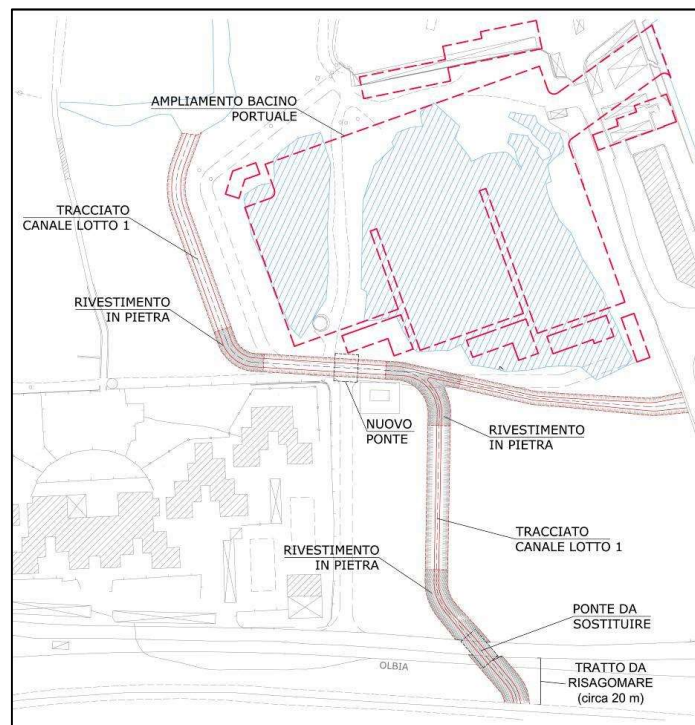 AMPLIAMENTO BACINO
PORTUALE
TRACCIATO
CANALE LOTTO 1
RIVESTIMENTO
IN PIETRA
NUOVO
PONTE
RIVESTIMENTO
IN PIETRA
TRACCIATO
CANALE LOTTO 1
RIVESTIMENTO
IN PIETRA
PONTE DA
SOSTITUIRE
OLBIA
TRATTO DA
RISAGOMARE
(circa 20 m)